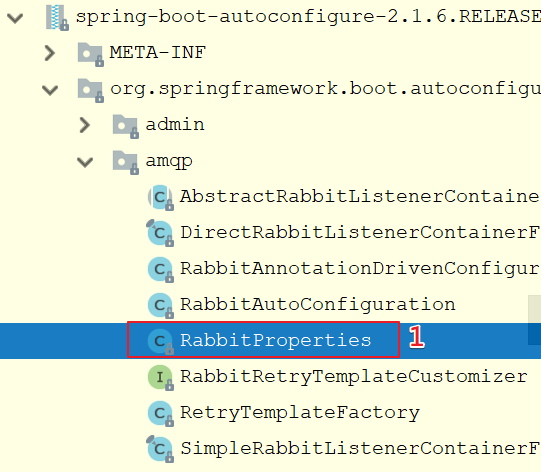 spring-boot-autoconfigure-2.1.6.RELEASE
META-INF
org.springframework.boot.autoconfigu
admin
amqp
AbstractRabbitListenerContaine
DirectRabbitListenerContainerF
RabbitAnnotationDrivenConfigur
RabbitAutoConfiguration
RabbitProperties 1
RabbitRetryTemplateCustomizer
RetryTemplateFactory
SimpleRabbitListenerContainerF